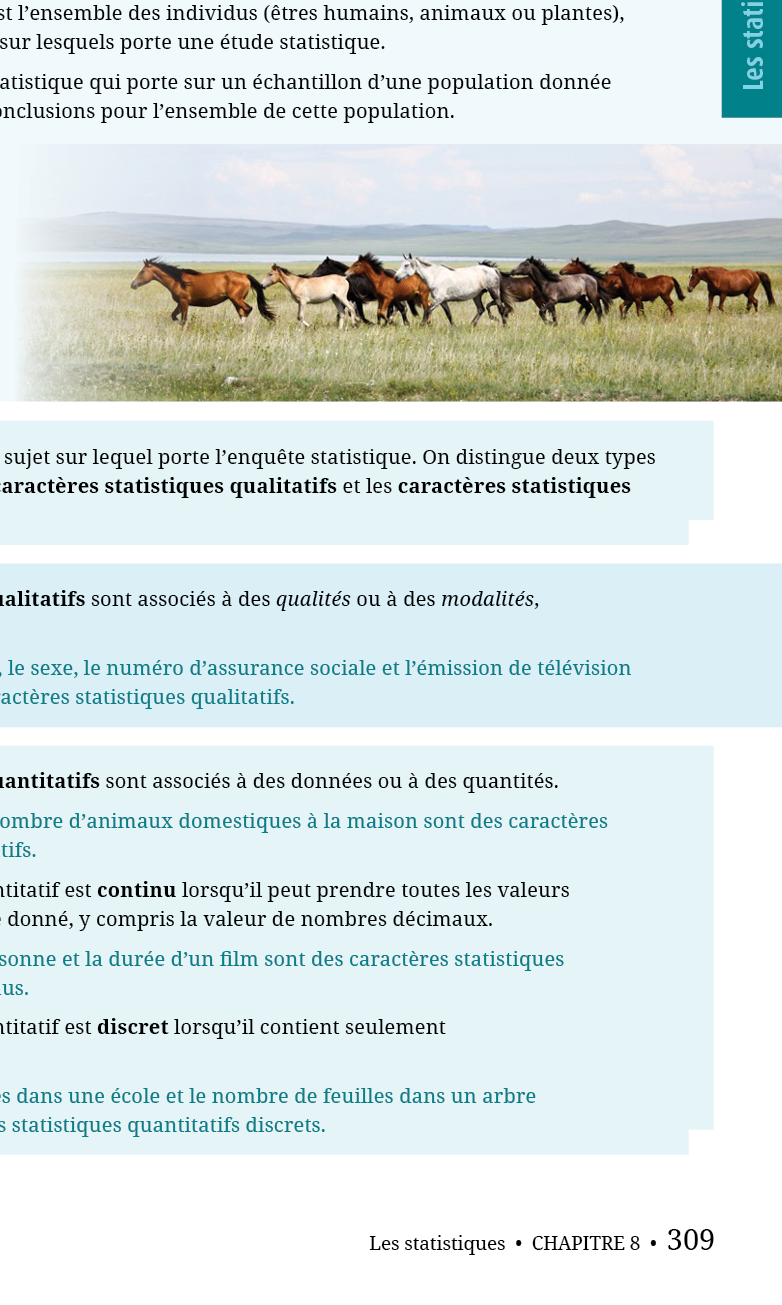 st l’ensemble des individus (êtres humains, animaux ou plantes),
sur lesquels porte une étude statistique.
atistique qui porte sur un échantillon d’une population donnée
onclusions pour l’ensemble de cette population.
Les stati
sujet sur lequel porte l’enquête statistique. On distingue deux types
caractères statistiques qualitatifs et les caractères statistiques
ualitatifs sont associés à des qualités ou à des modalités,
, le sexe, le numéro d’assurance sociale et l’émission de télévision
actères statistiques qualitatifs.
uantitatifs sont associés à des données ou à des quantités.
ombre d’animaux domestiques à la maison sont des caractères
tifs.
ntitatif est continu lorsqu’il peut prendre toutes les valeurs
e donné, y compris la valeur de nombres décimaux.
sonne et la durée d’un film sont des caractères statistiques
us.
ntitatif est discret lorsqu’il contient seulement
es dans une école et le nombre de feuilles dans un arbre
s statistiques quantitatifs discrets.
Les statistiques • CHAPITRE 8 • 309